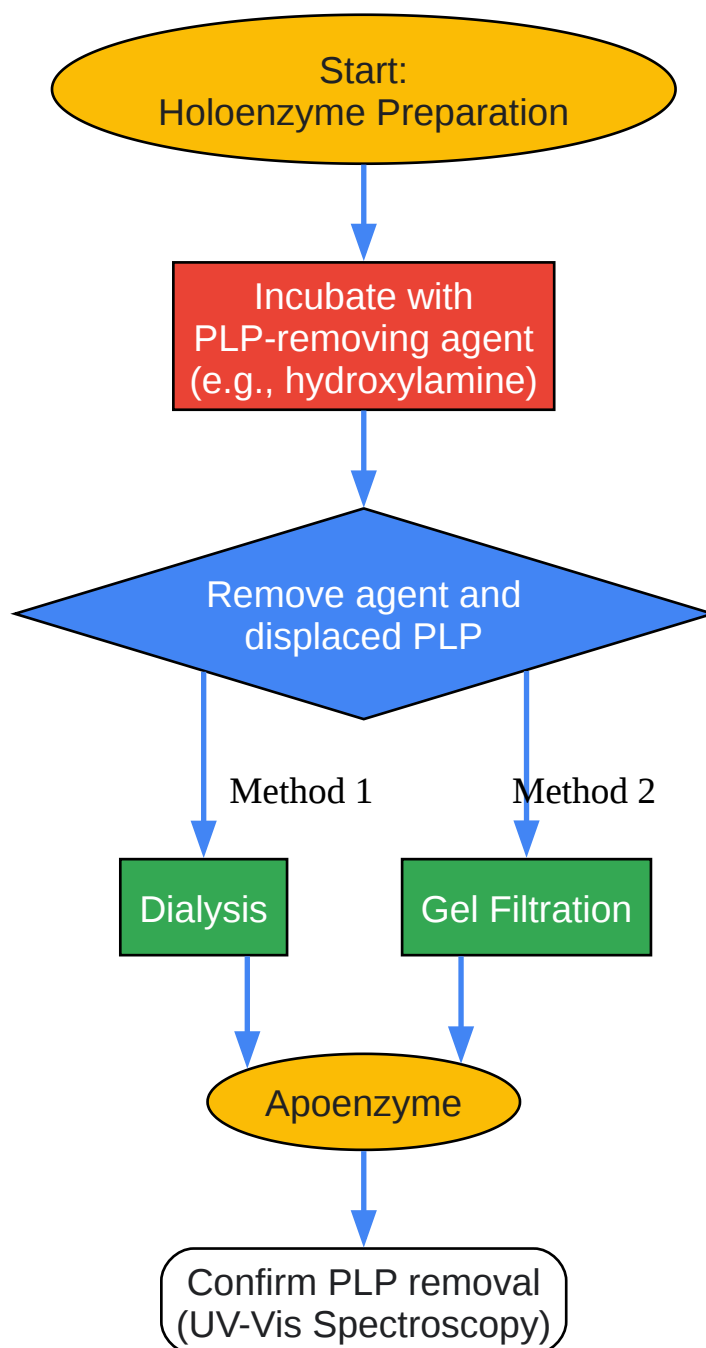 Start:
Holoenzyme Preparation
Incubate with
PLP-removing agent
(e.g., hydroxylamine)
Remove agent and
displaced PLP
Method 1
Method 2
Dialysis
Gel Filtration
Apoenzyme
Confirm PLP removal
(UV-Vis Spectroscopy)